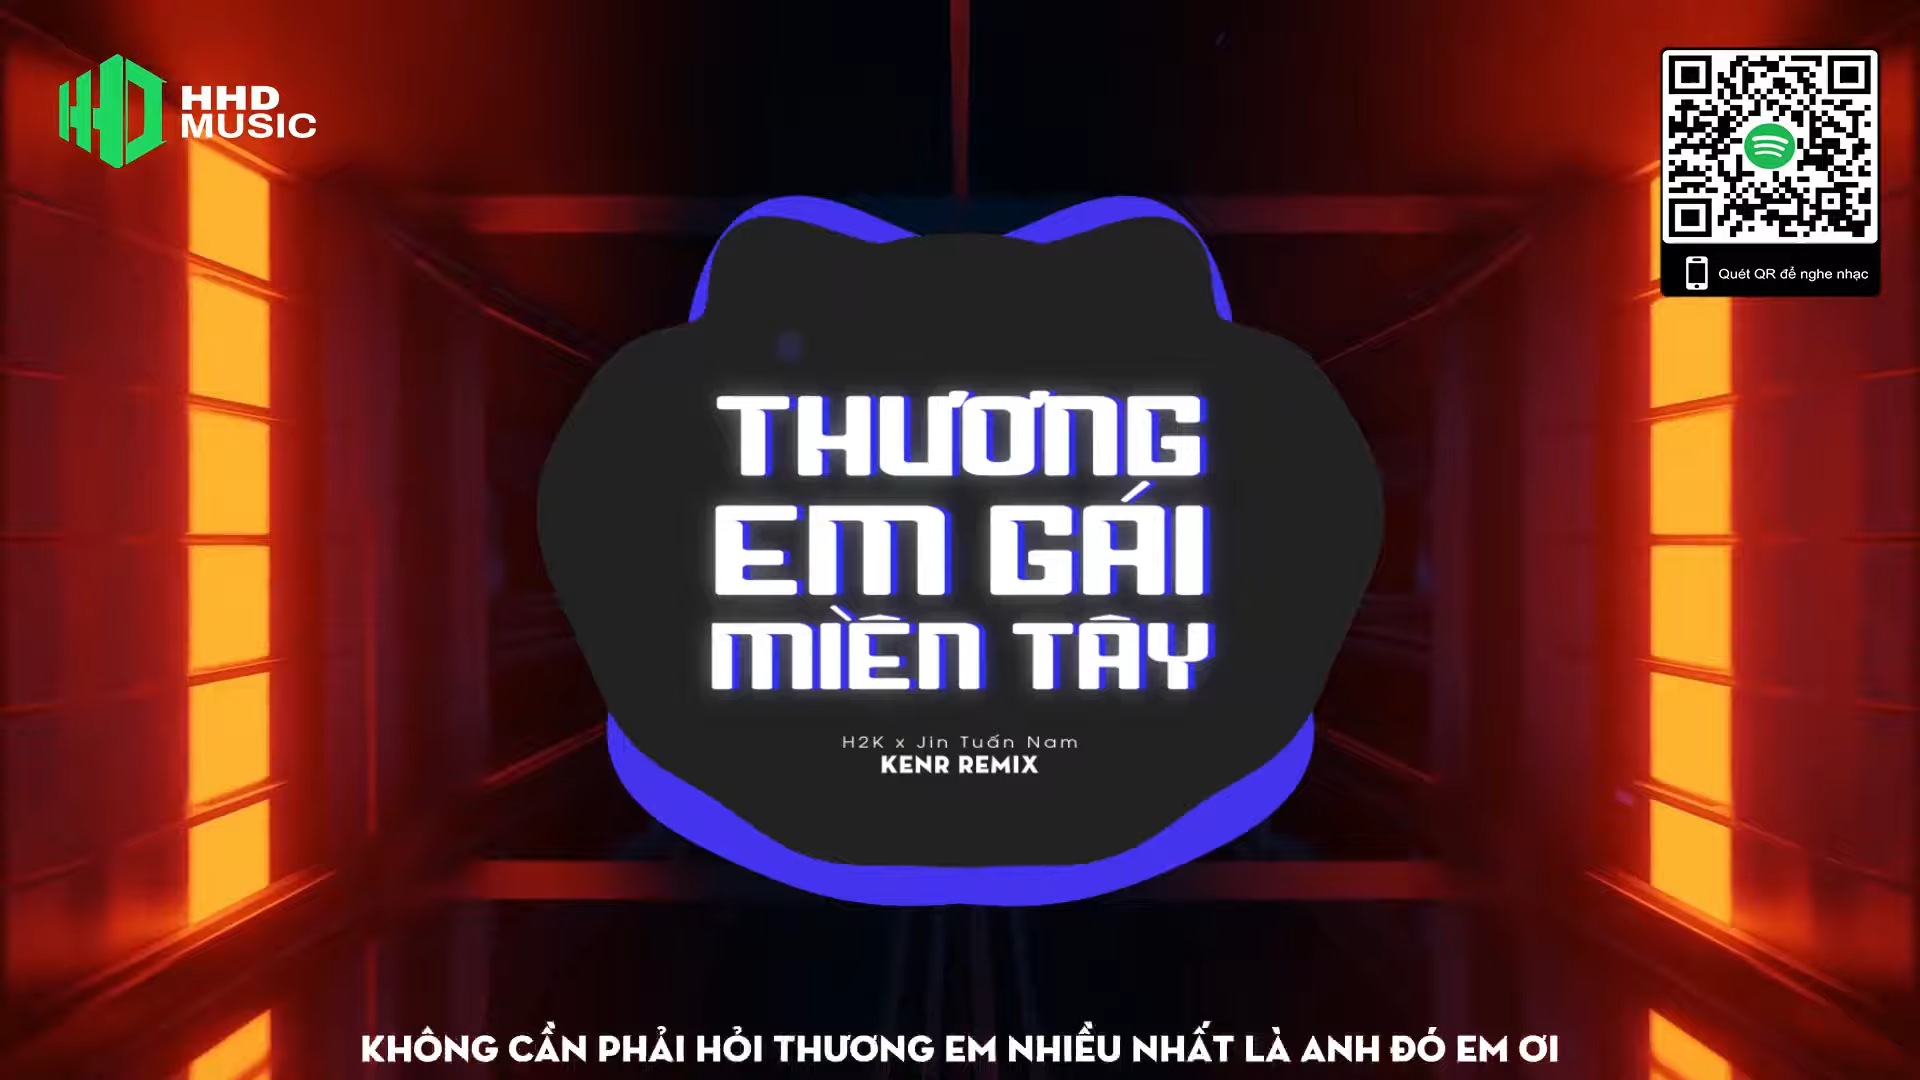 HHD
MUSIC
Quét QR để nghe nhạc
THƯƠNG
EM GÁI
MIỀN TÂY
H2K x Jin Tuấn Nam
KENR REMIX
KHÔNG CẦN PHẢI HỎI THƯƠNG EM NHIỀU NHẤT LÀ ANH ĐÓ EM ƠI